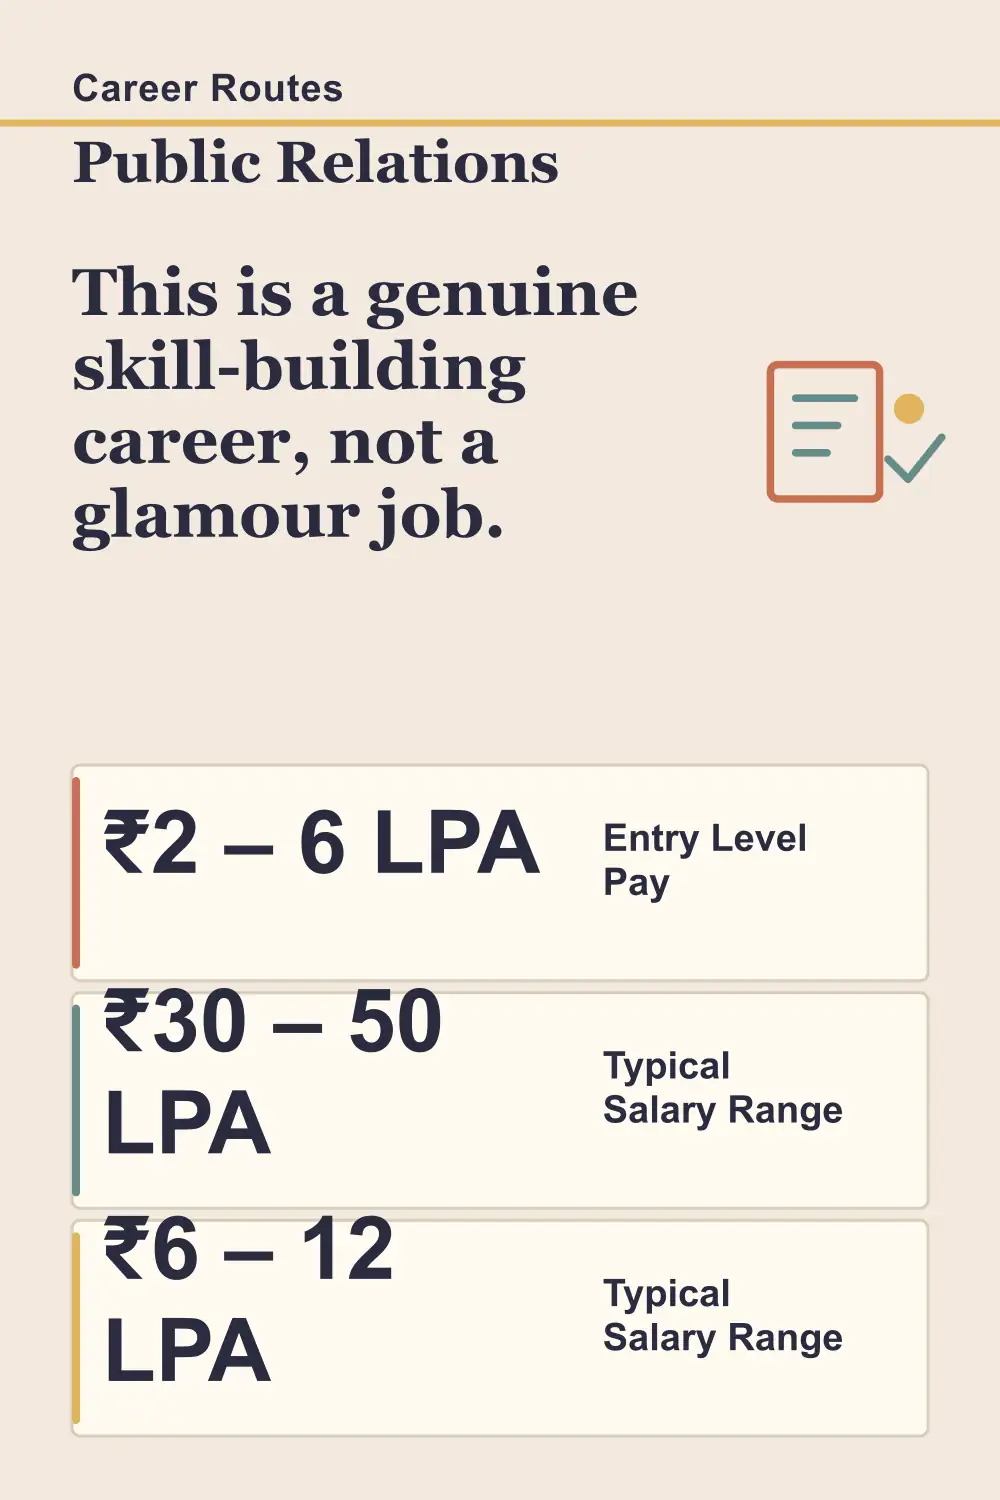 Career Routes
Public Relations
This is a genuine
skill-building
career, not a
glamour job.
₹2 – 6 LPA
Entry Level
Pay
₹30 – 50
LPA
Typical
Salary Range
₹6 – 12
LPA
Typical
Salary Range